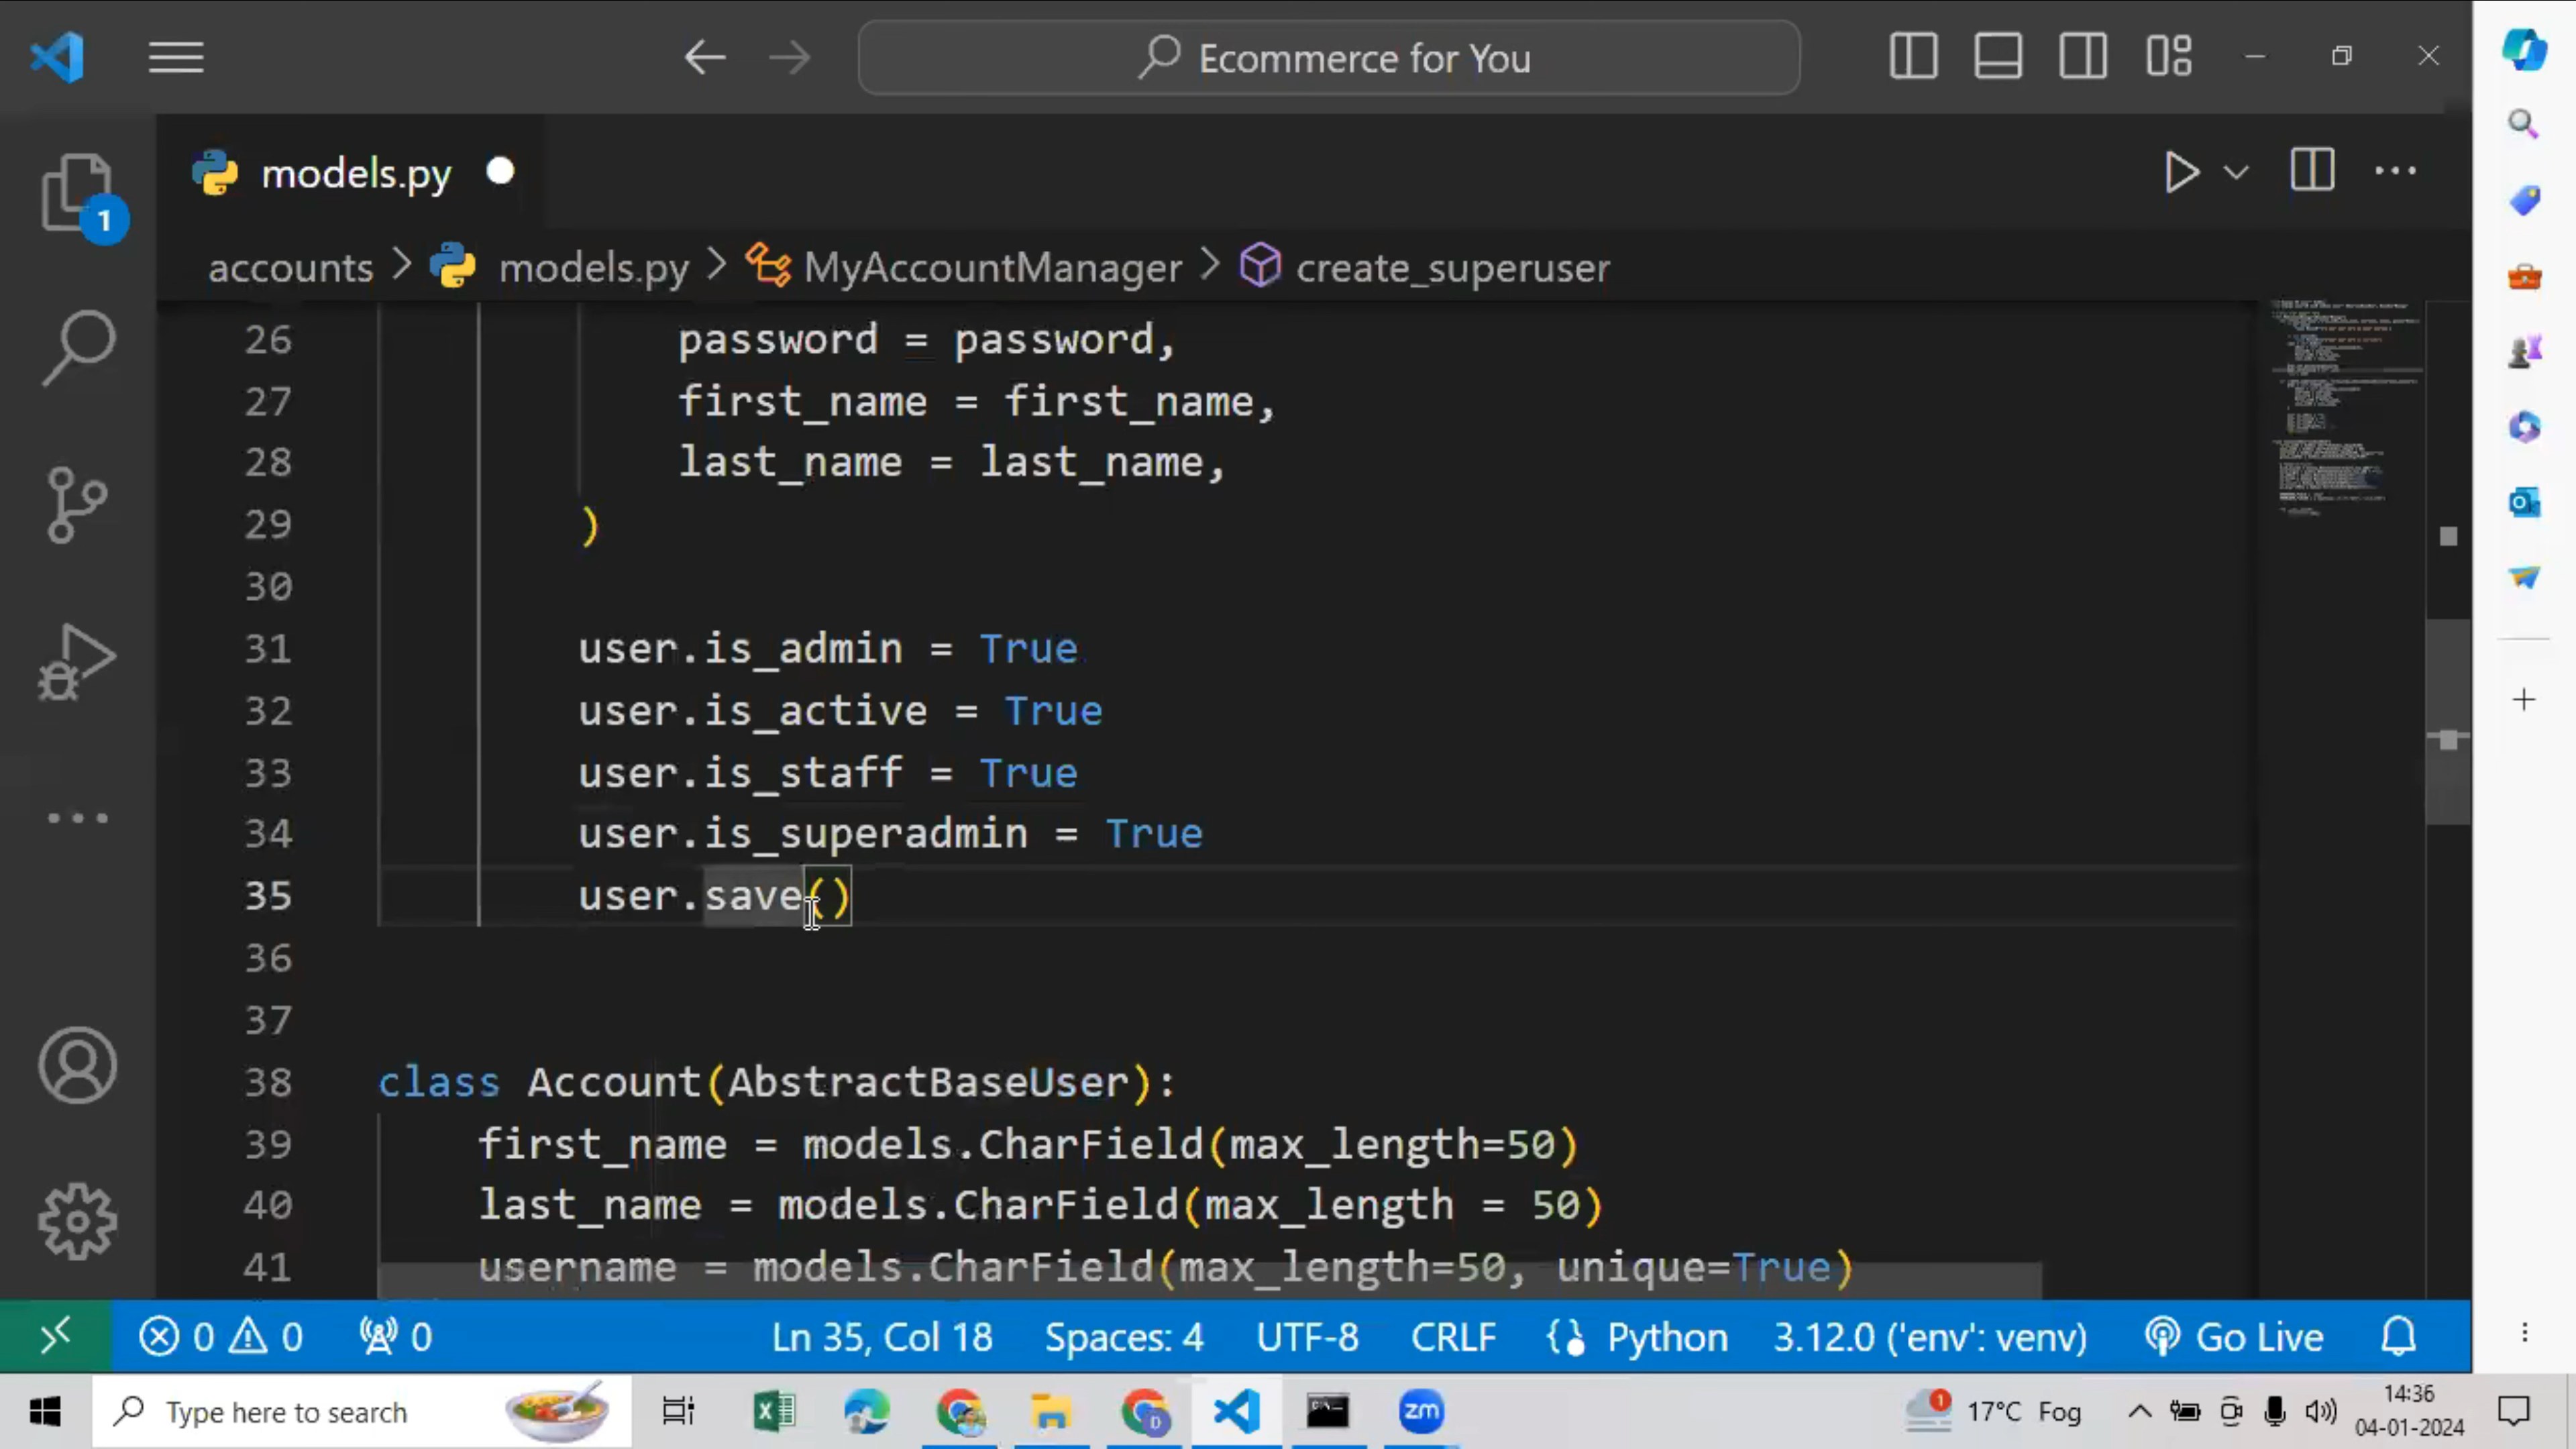 Ecommerce for You
models.py
1
accounts > models.py > MyAccountManager > create_superuser
26 password = password,
27 first_name = first_name,
28 last_name = last_name,
29 )
30
31 user.is_admin = True
32 user.is_active = True
33 user.is_staff = True
34 user.is_superadmin = True
35 user.save()
36
37
38 class Account(AbstractBaseUser):
39 first_name = models.CharField(max_length=50)
40 last_name = models.CharField(max_length = 50)
41 username = models.CharField(max_length=50, unique=True)
0 0 0 Ln 35, Col 18 Spaces: 4 UTF-8 CRLF Python 3.12.0 ('env': venv) Go Live
Type here to search zm 1 17°C Fog 14:36
04-01-2024